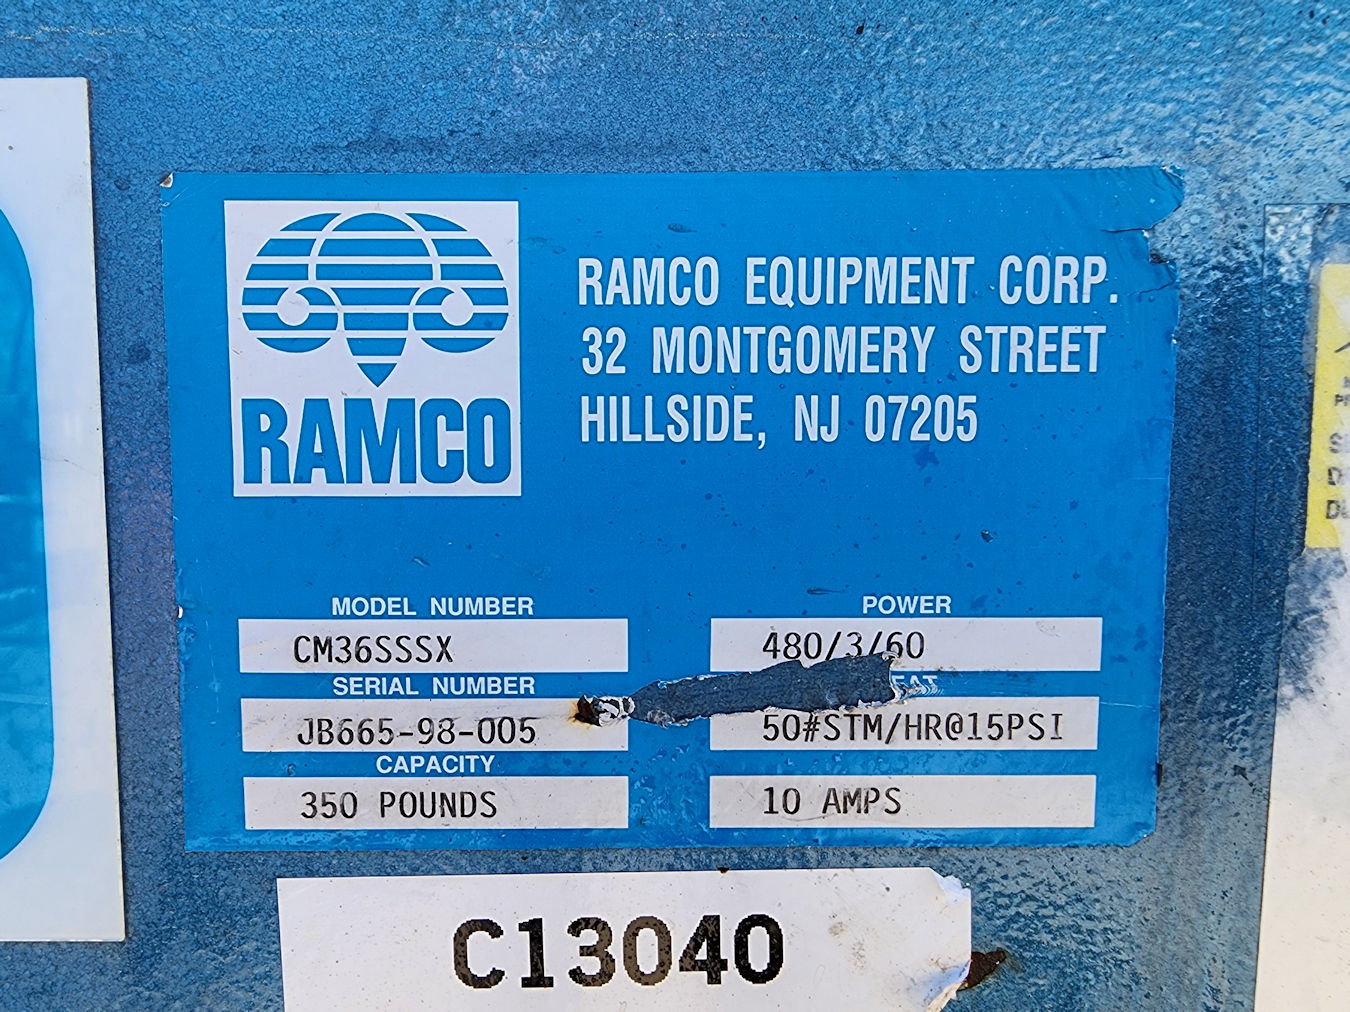 RAMCO
RAMCO EQUIPMENT CORP.
32 MONTGOMERY STREET
HILLSIDE, NJ 07205
MODEL NUMBER
CM36SSSX
POWER
480/3/60
SERIAL NUMBER
JB665-98-005
50#STM/HR@15PSI
CAPACITY
350 POUNDS
10 AMPS
C13040